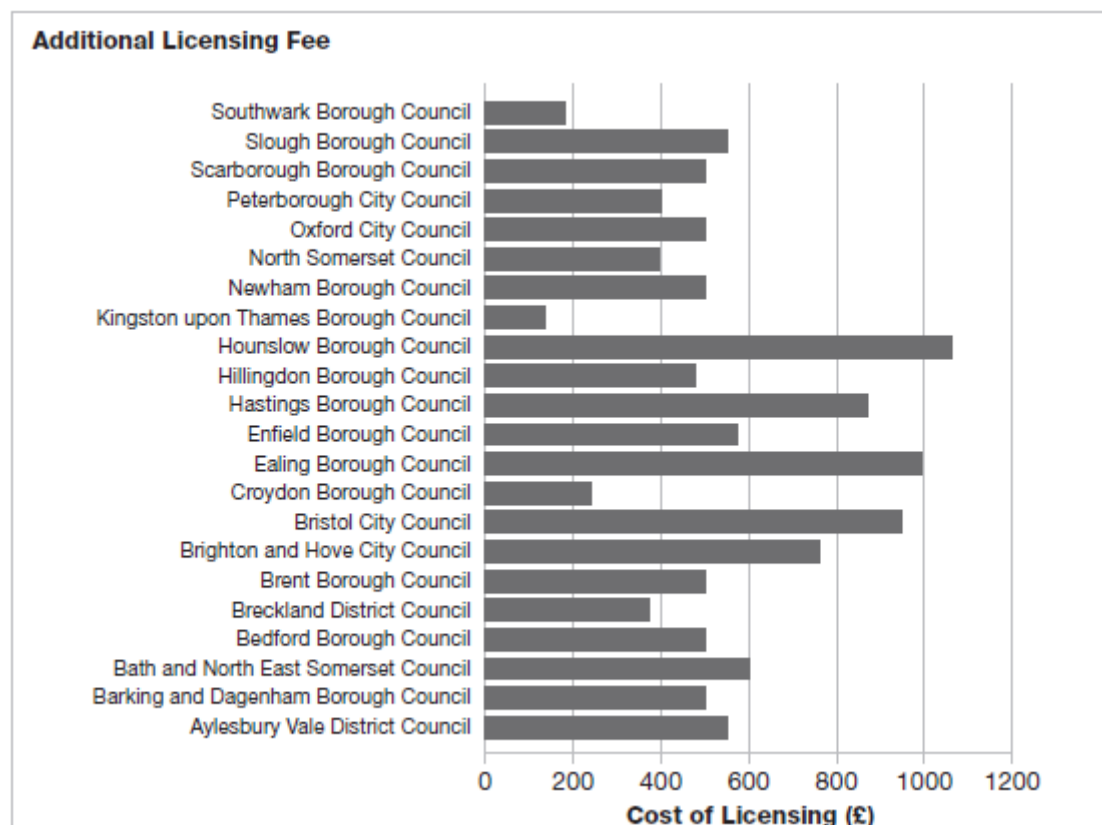 Additional Licensing Fee
Southwark Borough Council
Slough Borough Council
Scarborough Borough Council
Peterborough City Council
Oxford City Council
North Somerset Council
Newham Borough Council
Kingston upon Thames Borough Council
Hounslow Borough Council
Hillingdon Borough Council
Hastings Borough Council
Enfield Borough Council
Ealing Borough Council
Croydon Borough Council
Bristol City Council
Brighton and Hove City Council
Brent Borough Council
Breckland District Council
Bedford Borough Council
Bath and North East Somerset Council
Barking and Dagenham Borough Council
Aylesbury Vale District Council
0 200 400 600 800 1000 1200
Cost of Licensing (£)